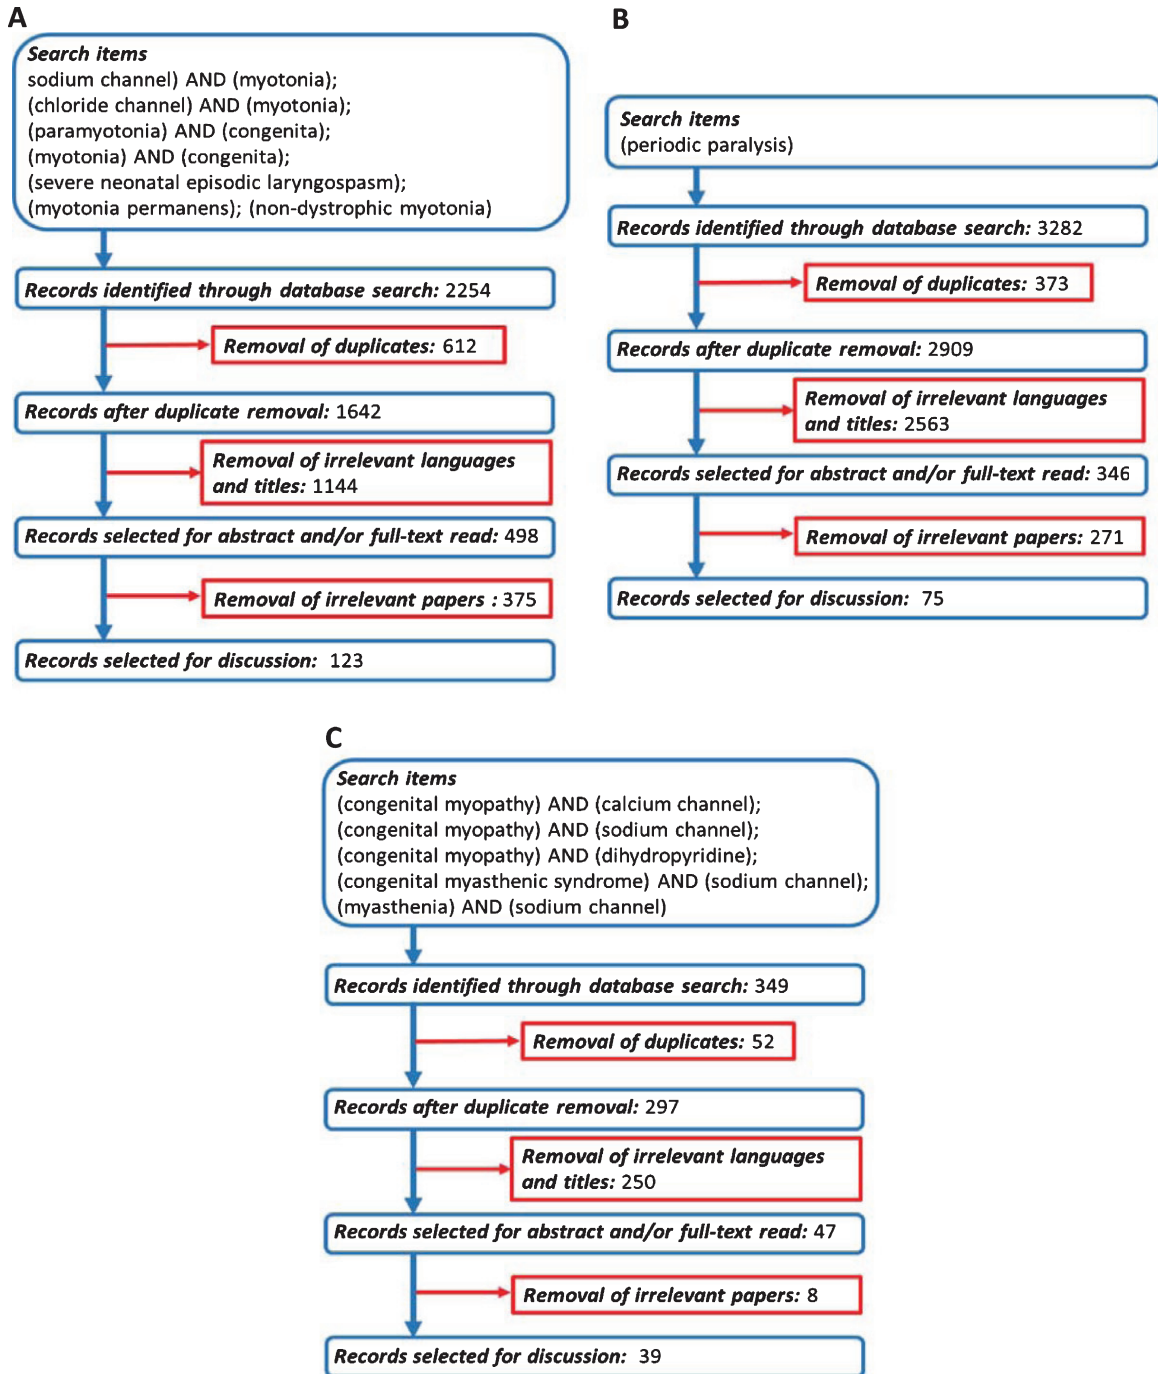 A
Search items
sodium channel) AND (myotonia);
(chloride channel) AND (myotonia);
(paramyotonia) AND (congenita);
(myotonia) AND (congenita);
(severe neonatal episodic laryngospasm);
(myotonia permanens); (non-dystrophic myotonia)
Records identified through database search: 2254
Removal of duplicates: 612
Records after duplicate removal: 1642
Removal of irrelevant languages
and titles: 1144
Records selected for abstract and/or full-text read: 498
Removal of irrelevant papers : 375
Records selected for discussion: 123
B
Search items
(periodic paralysis)
Records identified through database search: 3282
Removal of duplicates: 373
Records after duplicate removal: 2909
Removal of irrelevant languages
and titles: 2563
Records selected for abstract and/or full-text read: 346
Removal of irrelevant papers: 271
Records selected for discussion: 75
C
Search items
(congenital myopathy) AND (calcium channel);
(congenital myopathy) AND (sodium channel);
(congenital myopathy) AND (dihydropyridine);
(congenital myasthenic syndrome) AND (sodium channel);
(myasthenia) AND (sodium channel)
Records identified through database search: 349
Removal of duplicates: 52
Records after duplicate removal: 297
Removal of irrelevant languages
and titles: 250
Records selected for abstract and/or full-text read: 47
Removal of irrelevant papers: 8
Records selected for discussion: 39